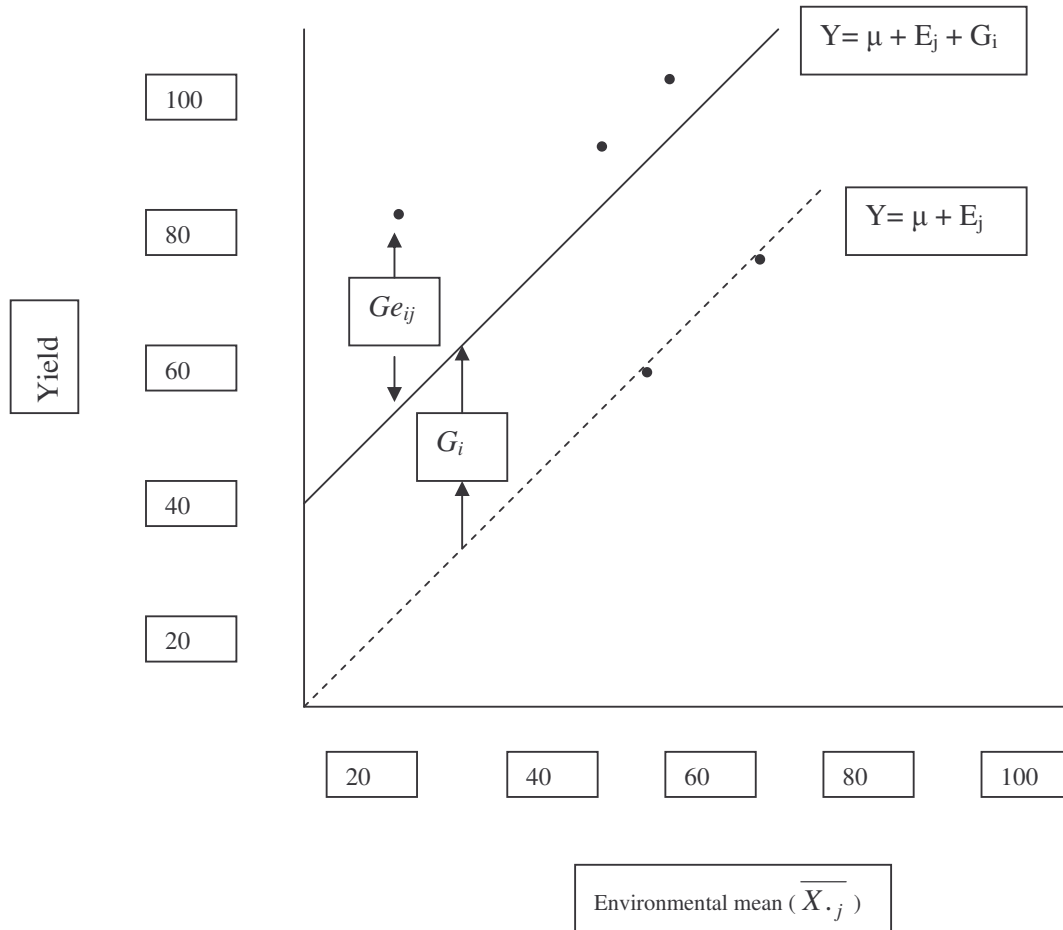 Y= μ + Eⱼ + Gᵢ
100
Y= μ + Eⱼ
80
Geᵢⱼ
Yield
60
Gᵢ
40
20
20 40 60 80 100
Environmental mean ( X̅.ⱼ )